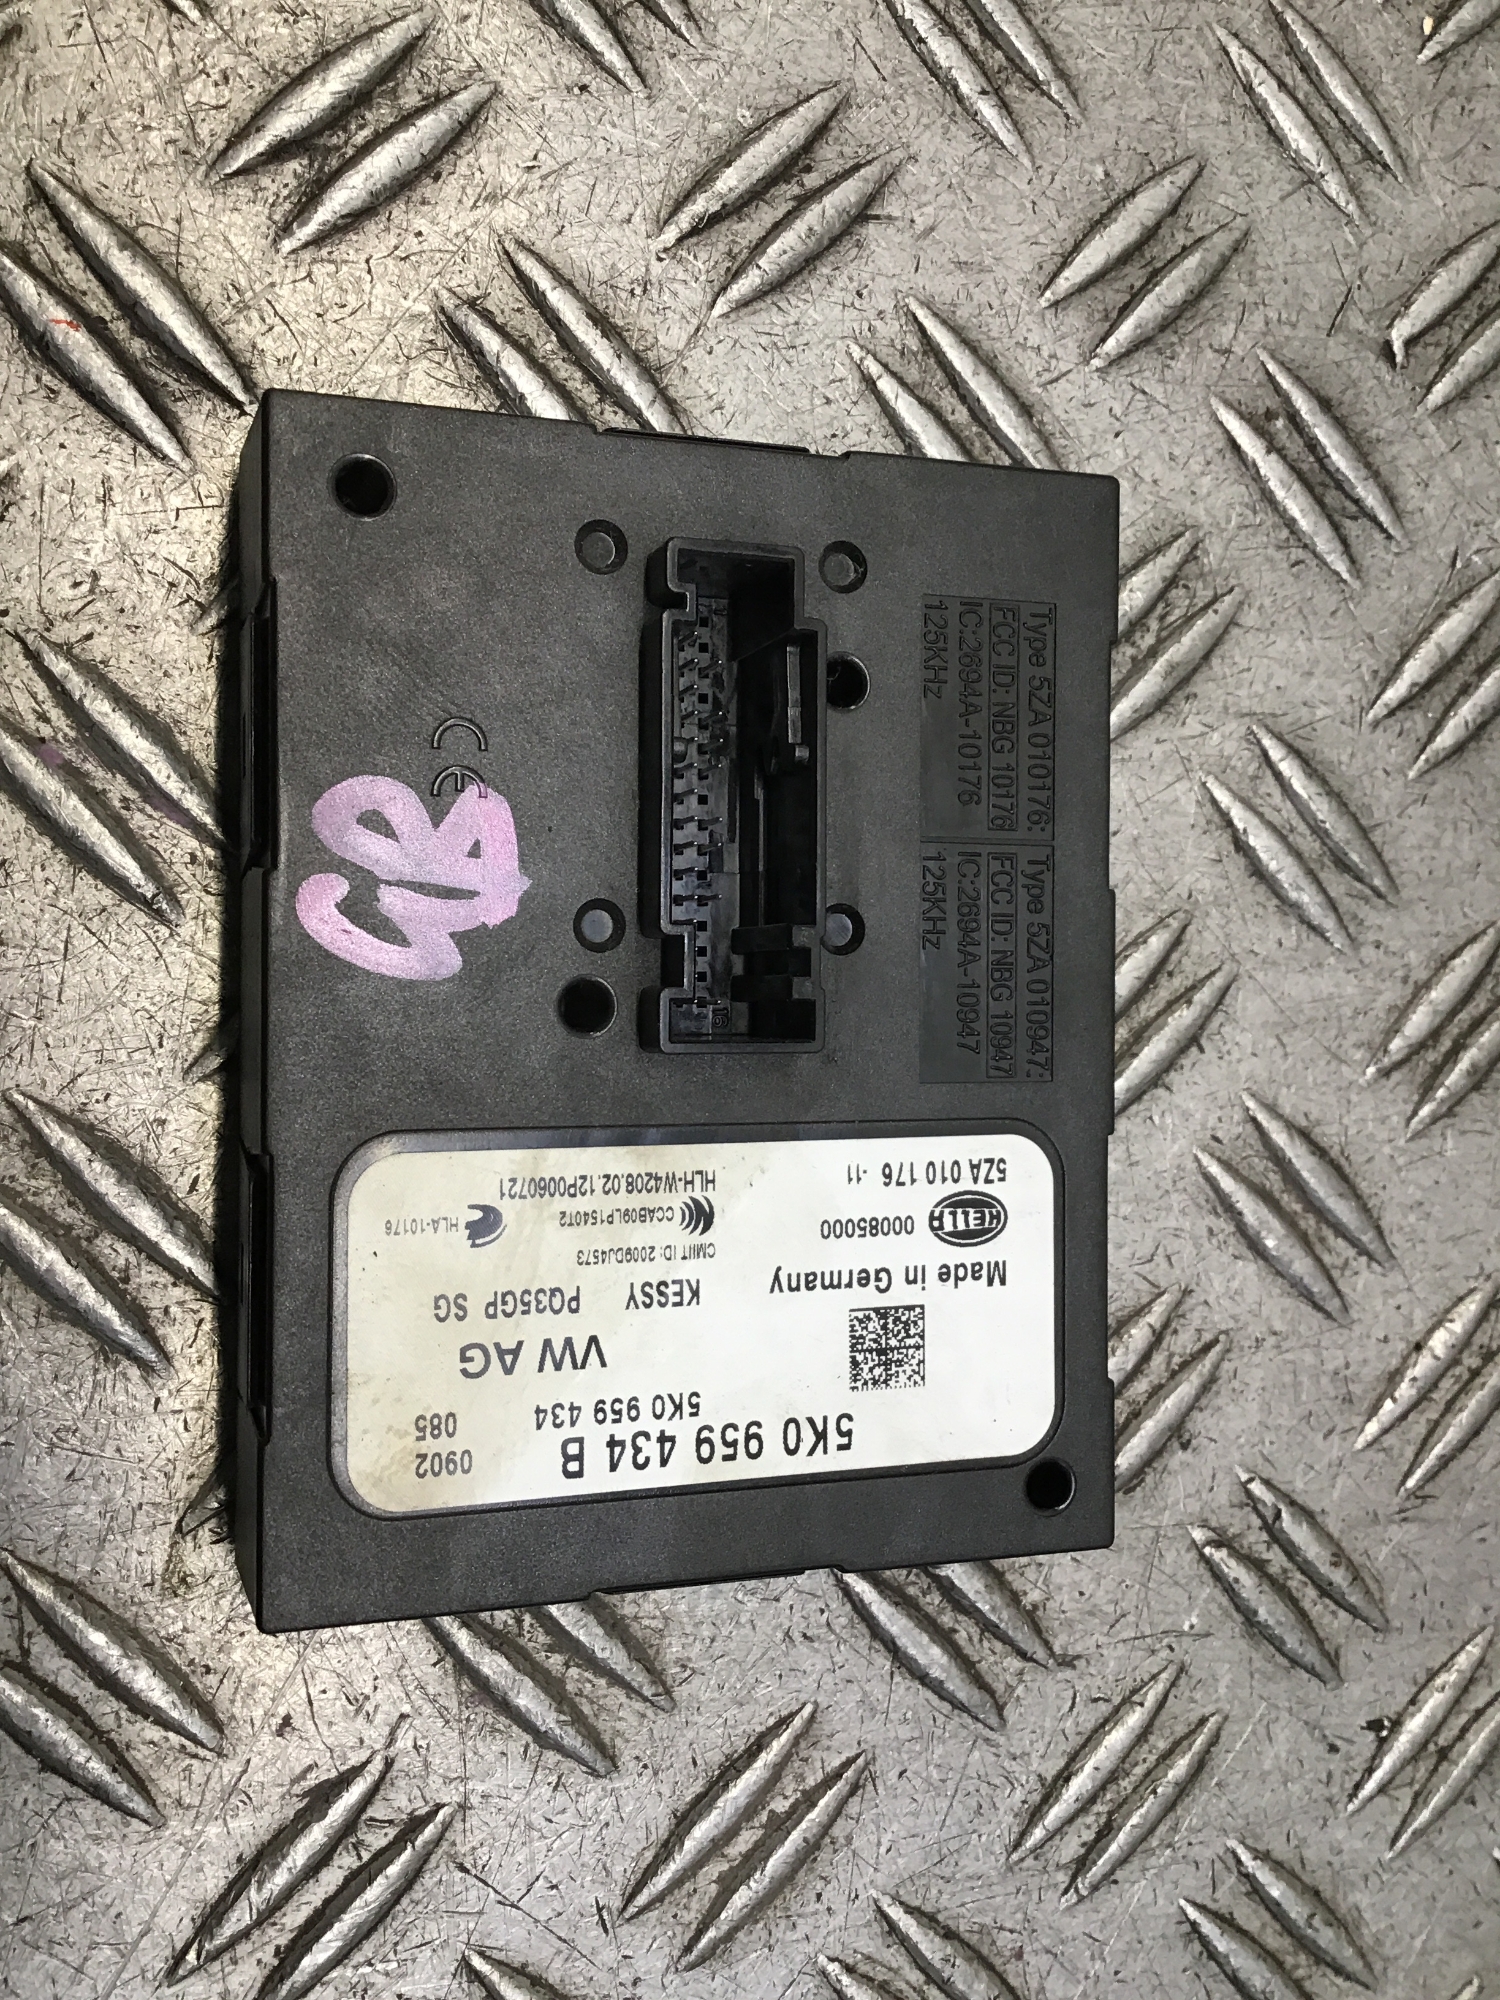 5K0 959 434 B
0902
5K0 959 434
085
VW AG
KESSY PQ35GP SG
Made in Germany
CMIIT ID: 2009DJ4573
HELLA 00085000
CCAB09LP1540T2
HLA-10176
5ZA 010 176 -11
HLH-W4208.02.12P0060721
Type 5ZA 010176:
FCC ID: NBG 10176
IC:2694A-10176
125KHz
Type 5ZA 010947:
FCC ID: NBG 10947
IC:2694A-10947
125KHz
CE
16